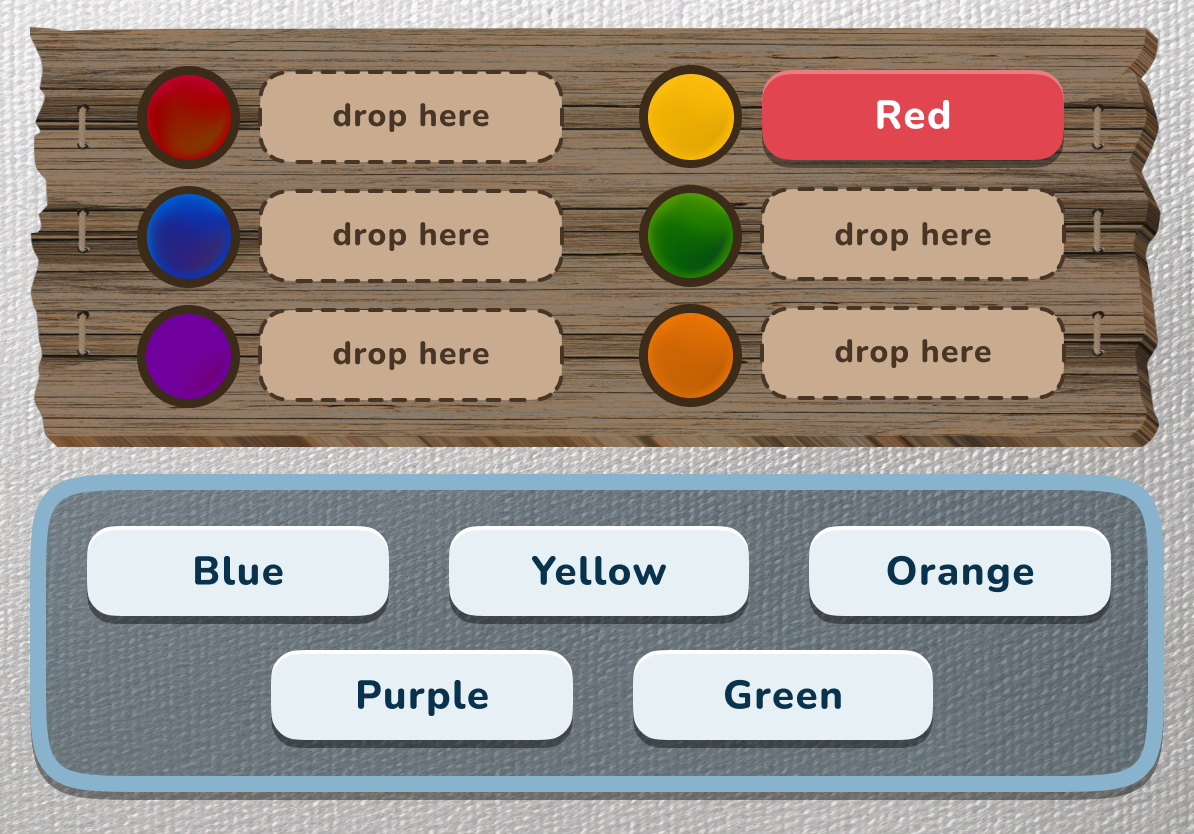 drop here Red
drop here drop here
drop here drop here
Blue Yellow Orange
Purple Green